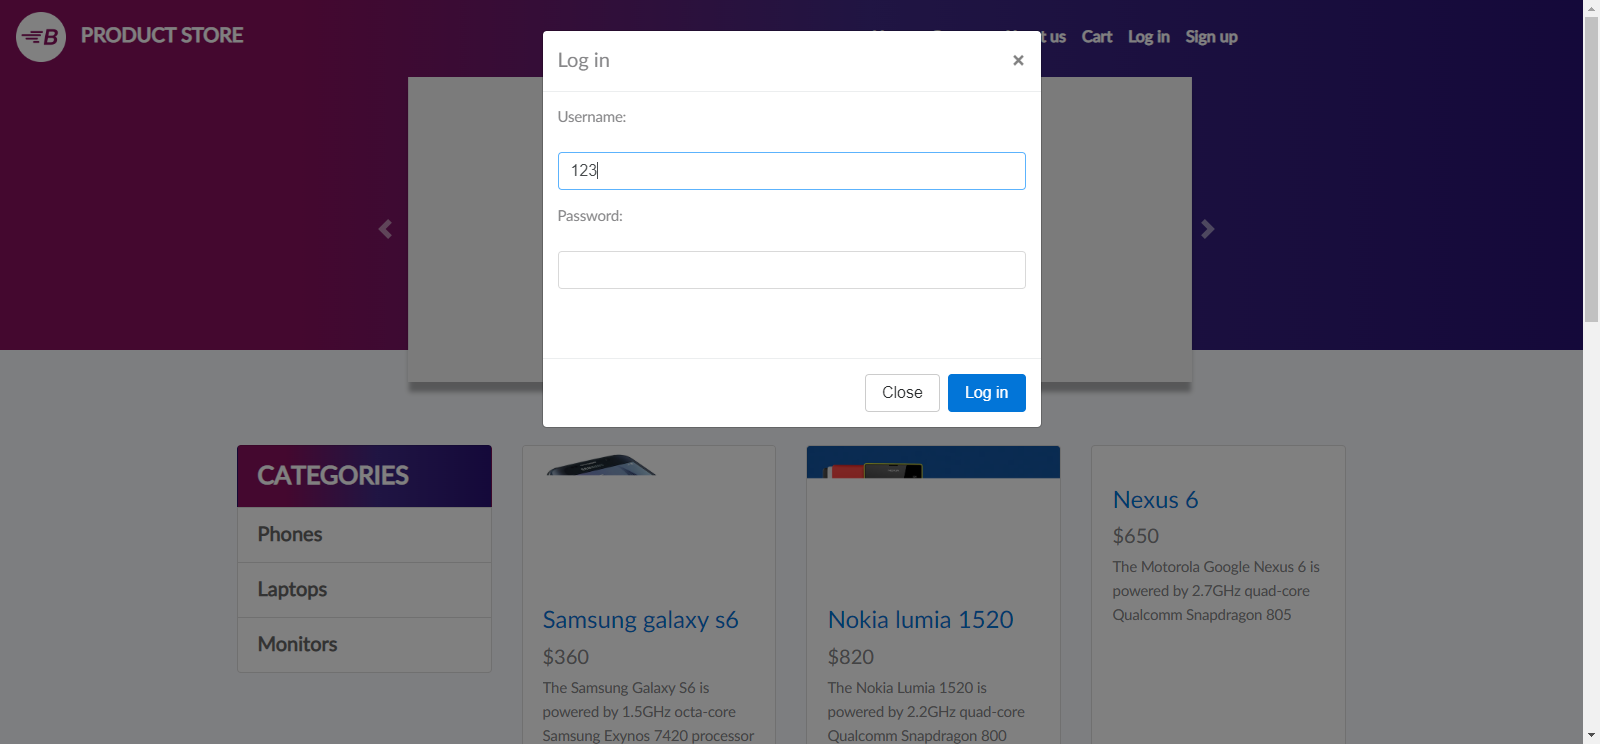 B PRODUCT STORE
t us Cart Log in Sign up
Log in ×
Username:
123
Password:
Close Log in
CATEGORIES
Phones
Laptops
Monitors
Samsung galaxy s6
$360
The Samsung Galaxy S6 is
powered by 1.5GHz octa-core
Samsung Exynos 7420 processor
Nokia lumia 1520
$820
The Nokia Lumia 1520 is
powered by 2.2GHz quad-core
Qualcomm Snapdragon 800
Nexus 6
$650
The Motorola Google Nexus 6 is
powered by 2.7GHz quad-core
Qualcomm Snapdragon 805